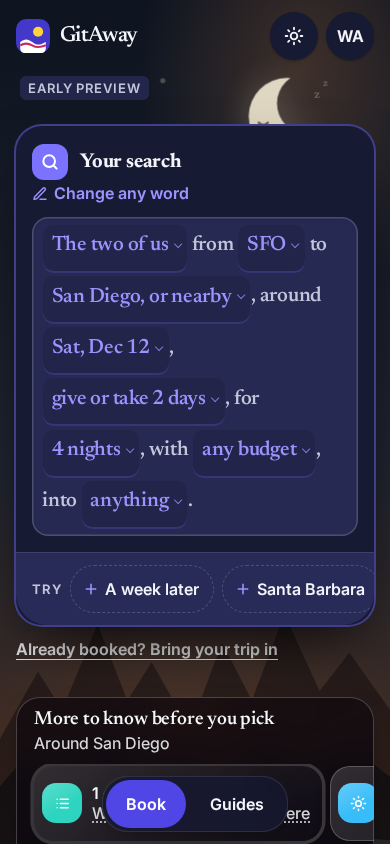 GitAway
WA
EARLY PREVIEW
z
z
Your search
Change any word
The two of us from SFO to
San Diego, or nearby, around
Sat, Dec 12,
give or take 2 days, for
4 nights, with any budget,
into anything.
TRY + A week later + Santa Barbara
Already booked? Bring your trip in
More to know before you pick
Around San Diego
1
Book Guides